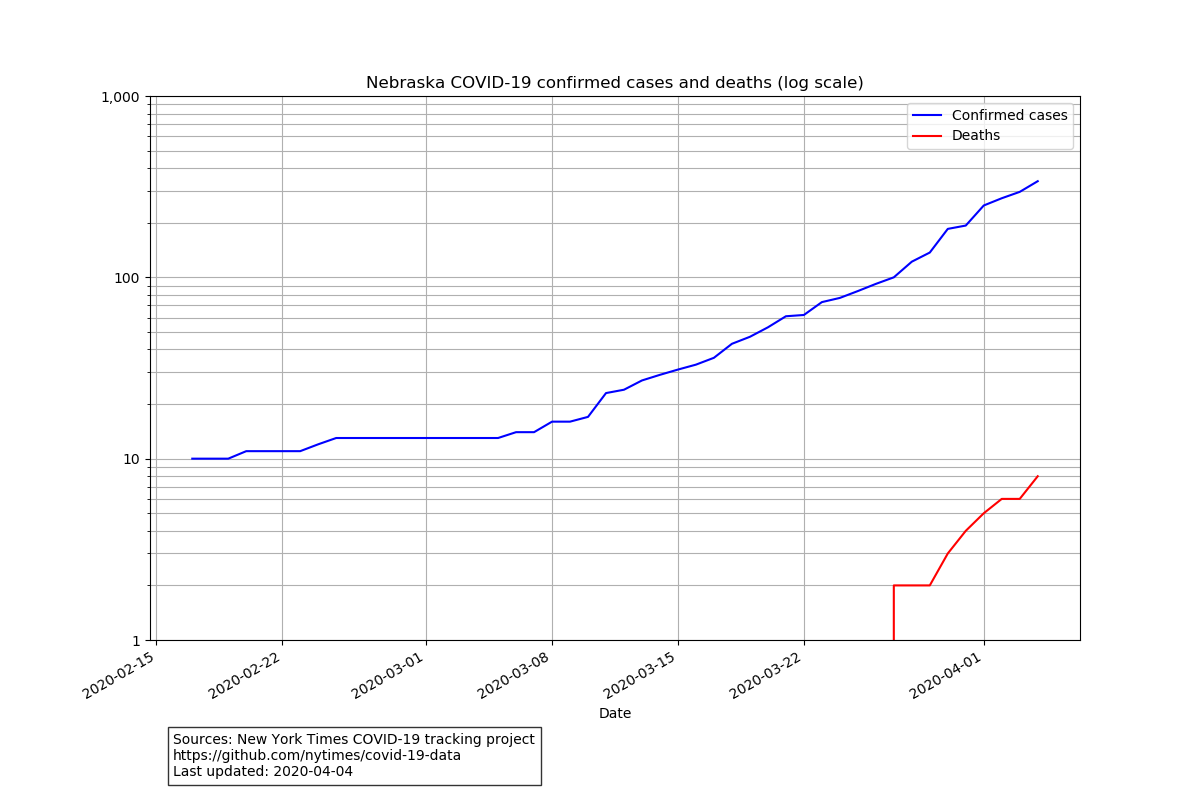 Nebraska COVID-19 confirmed cases and deaths (log scale)
1,000
100
10
1
Confirmed cases
Deaths
2020-02-15
2020-02-22
2020-03-01
2020-03-08
2020-03-15
2020-03-22
2020-04-01
Date
Sources: New York Times COVID-19 tracking project
https://github.com/nytimes/covid-19-data
Last updated: 2020-04-04